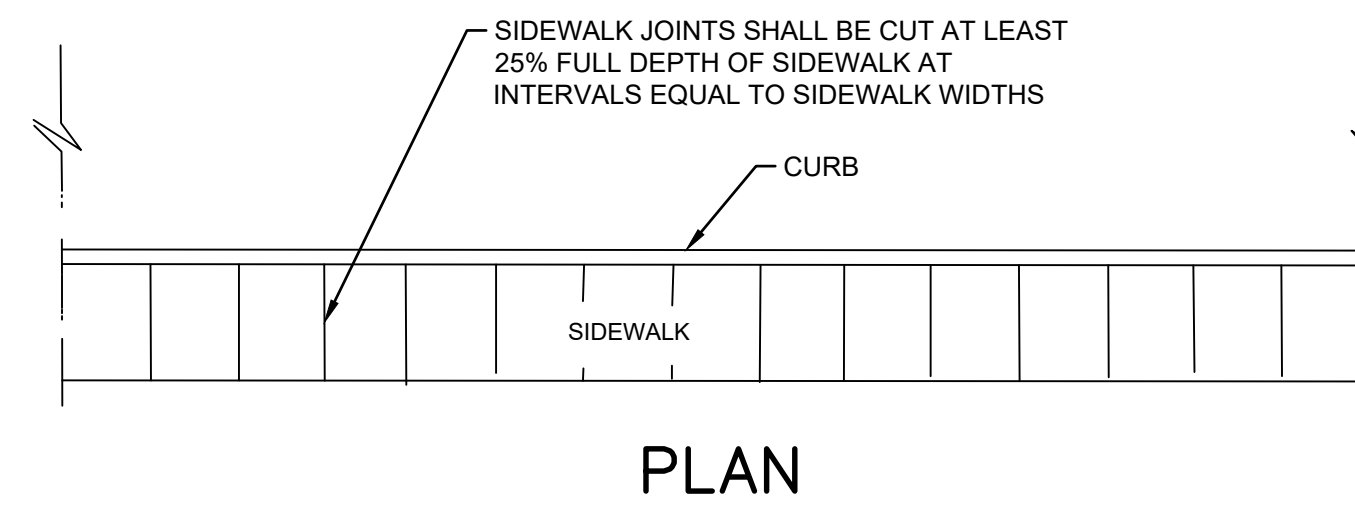 SIDEWALK JOINTS SHALL BE CUT AT LEAST
25% FULL DEPTH OF SIDEWALK AT
INTERVALS EQUAL TO SIDEWALK WIDTHS
CURB
SIDEWALK
PLAN